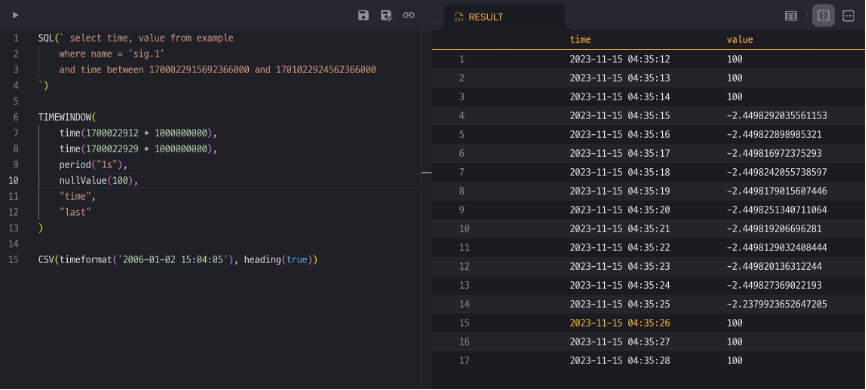 RESULT
1 SQL(` select time, value from example
2 where name = 'sig.1'
3 and time between 1700022915692366000 and 1701022924562366000
4 `)
5
6 TIMEWINDOW(
7 time(1700022912 * 1000000000),
8 time(1700022929 * 1000000000),
9 period("1s"),
10 nullValue(100),
11 "time",
12 "last"
13 )
14
15 CSV(timeformat('2006-01-02 15:04:05'), heading(true))
time value
1 2023-11-15 04:35:12 100
2 2023-11-15 04:35:13 100
3 2023-11-15 04:35:14 100
4 2023-11-15 04:35:15 -2.4498292035561153
5 2023-11-15 04:35:16 -2.449822898985321
6 2023-11-15 04:35:17 -2.449816972375293
7 2023-11-15 04:35:18 -2.4498242055738597
8 2023-11-15 04:35:19 -2.4498179015607446
9 2023-11-15 04:35:20 -2.4498251340711064
10 2023-11-15 04:35:21 -2.449819206696281
11 2023-11-15 04:35:22 -2.4498129032408444
12 2023-11-15 04:35:23 -2.449820136312244
13 2023-11-15 04:35:24 -2.449827369022193
14 2023-11-15 04:35:25 -2.2379923652647205
15 2023-11-15 04:35:26 100
16 2023-11-15 04:35:27 100
17 2023-11-15 04:35:28 100